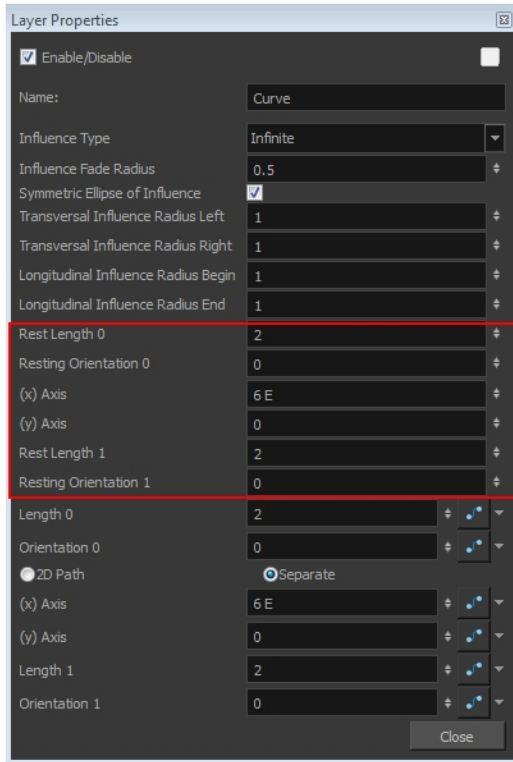 Layer Properties
Enable/Disable
Name: Curve
Influence Type Infinite
Influence Fade Radius 0.5
Symmetric Ellipse of Influence
Transversal Influence Radius Left 1
Transversal Influence Radius Right 1
Longitudinal Influence Radius Begin 1
Longitudinal Influence Radius End 1
Rest Length 0 2
Resting Orientation 0 0
(x) Axis 6 E
(y) Axis 0
Rest Length 1 2
Resting Orientation 1 0
Length 0 2
Orientation 0 0
2D Path Separate
(x) Axis 6 E
(y) Axis 0
Length 1 2
Orientation 1 0
Close